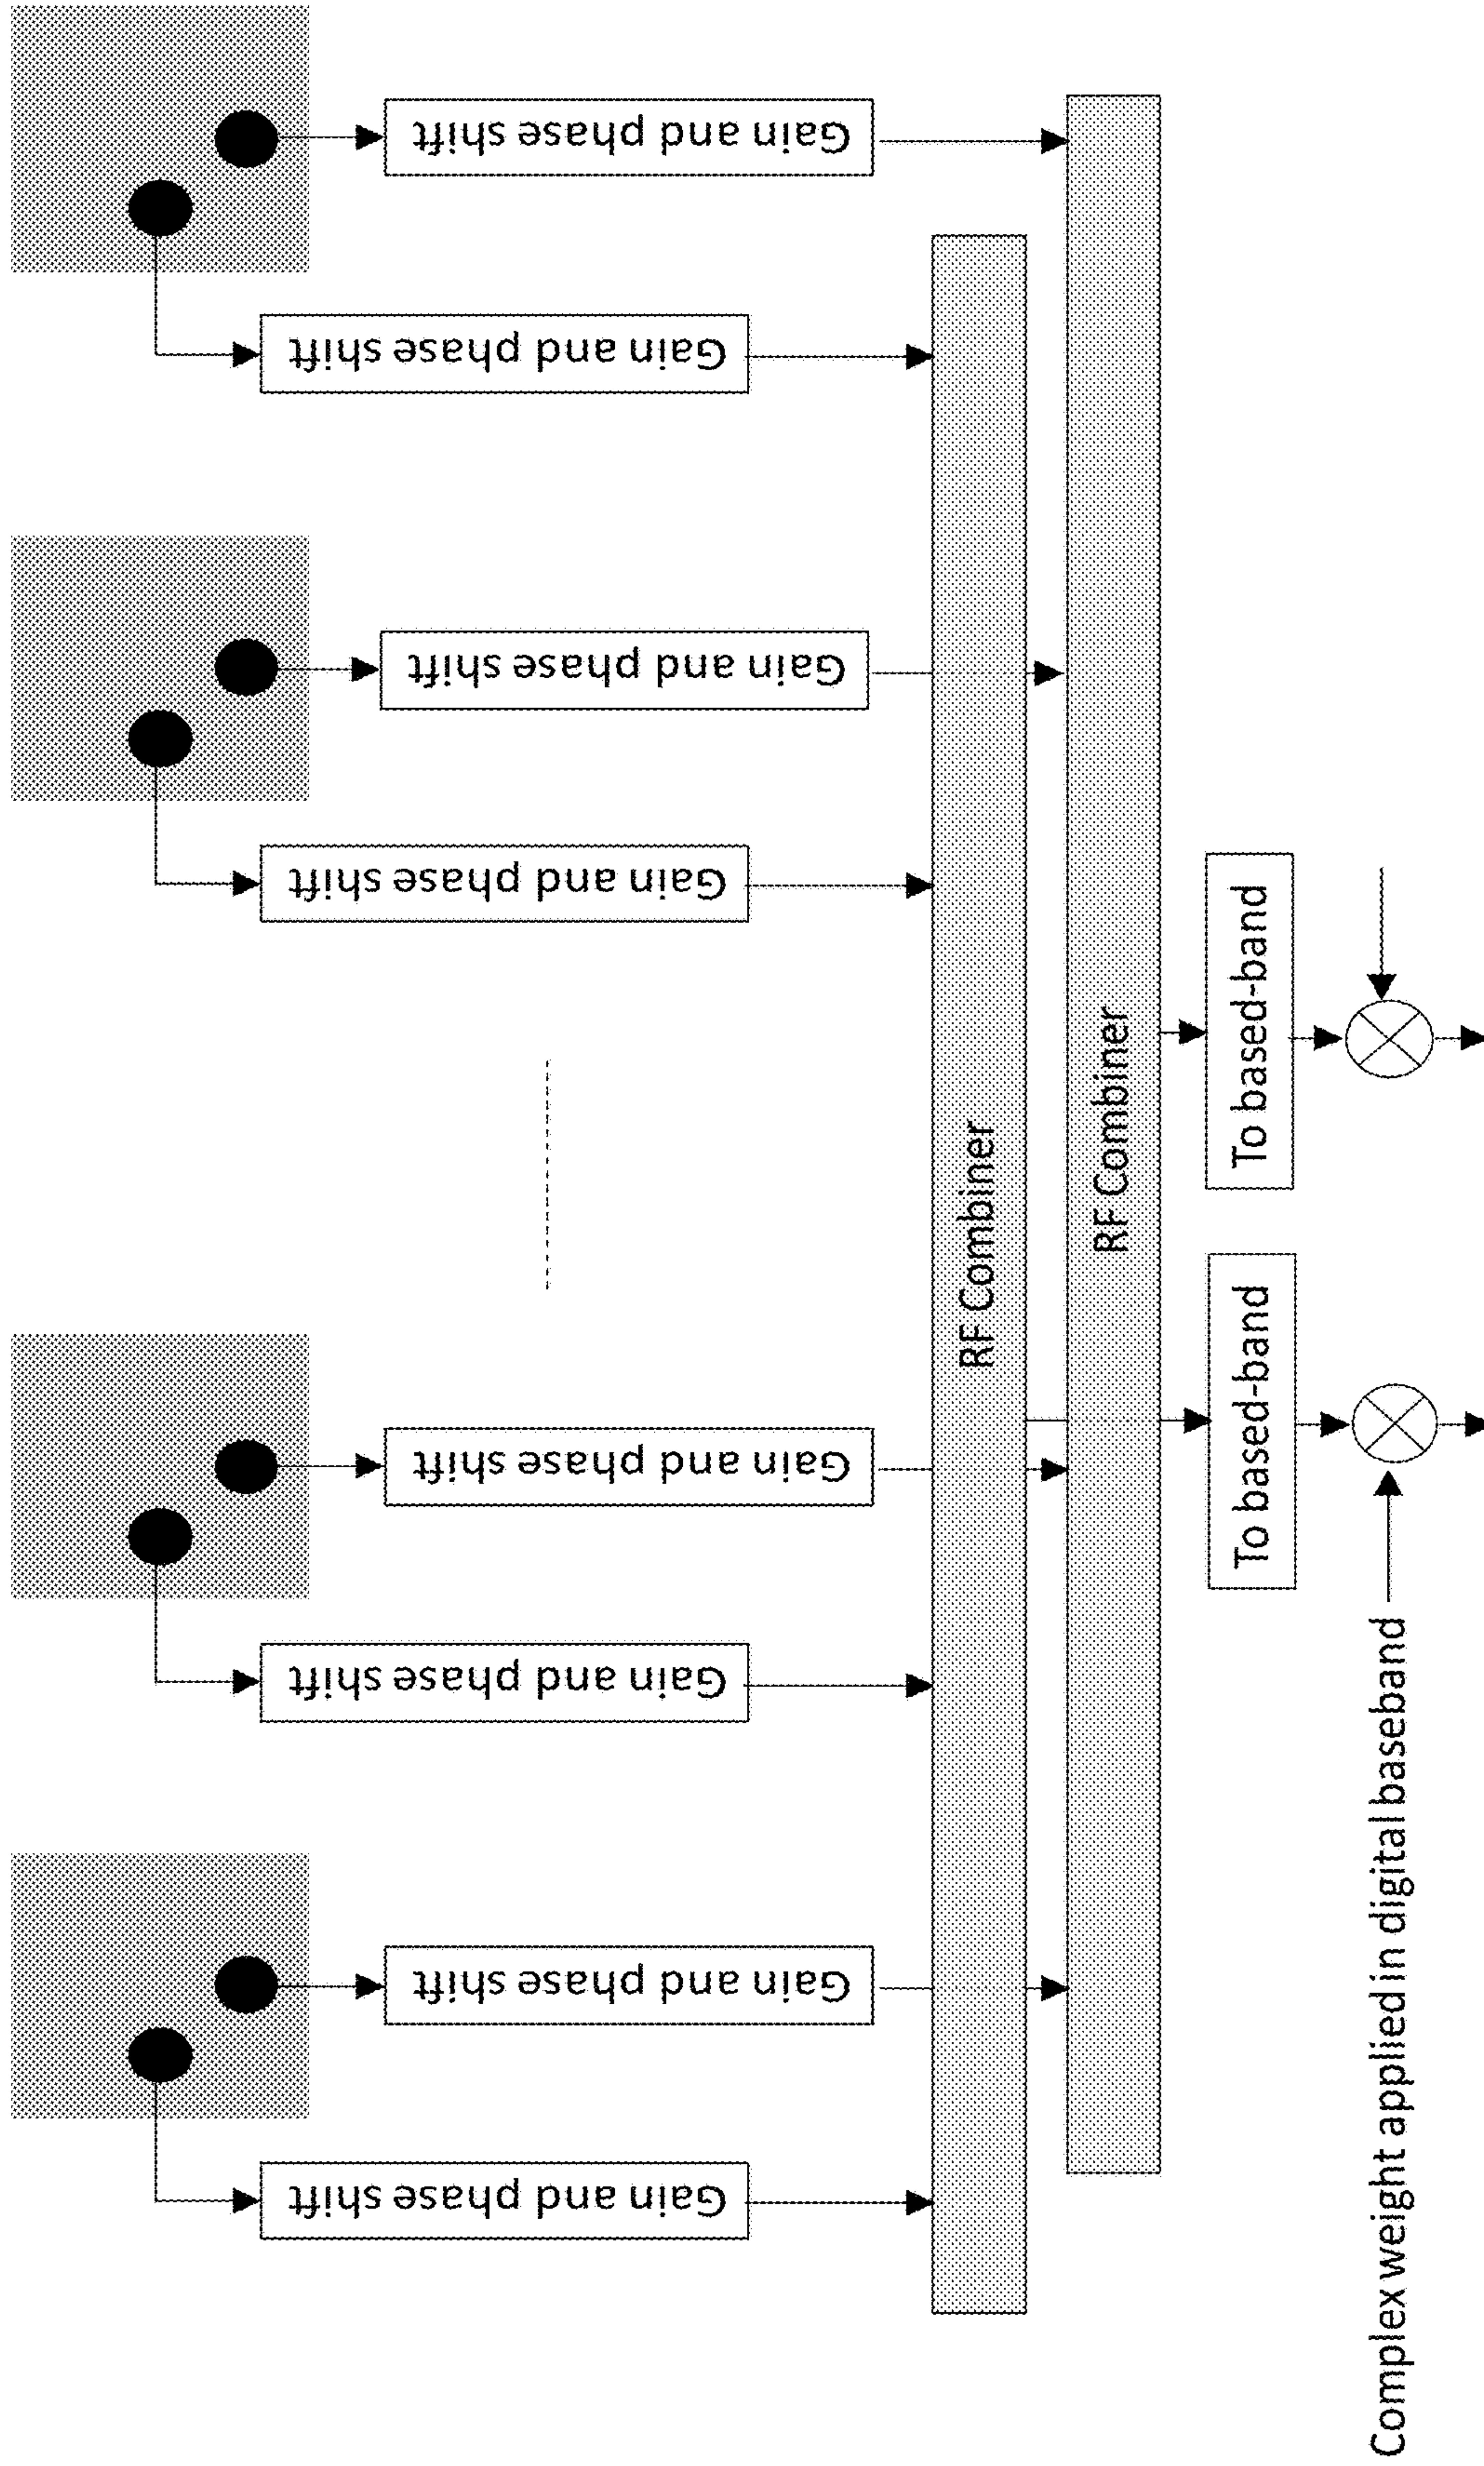 Gain and phase shift
Gain and phase shift
Gain and phase shift
Gain and phase shift
Gain and phase shift
Gain and phase shift
Gain and phase shift
Gain and phase shift
RF Combiner
RF Combiner
To based-band
To based-band
Complex weight applied in digital baseband